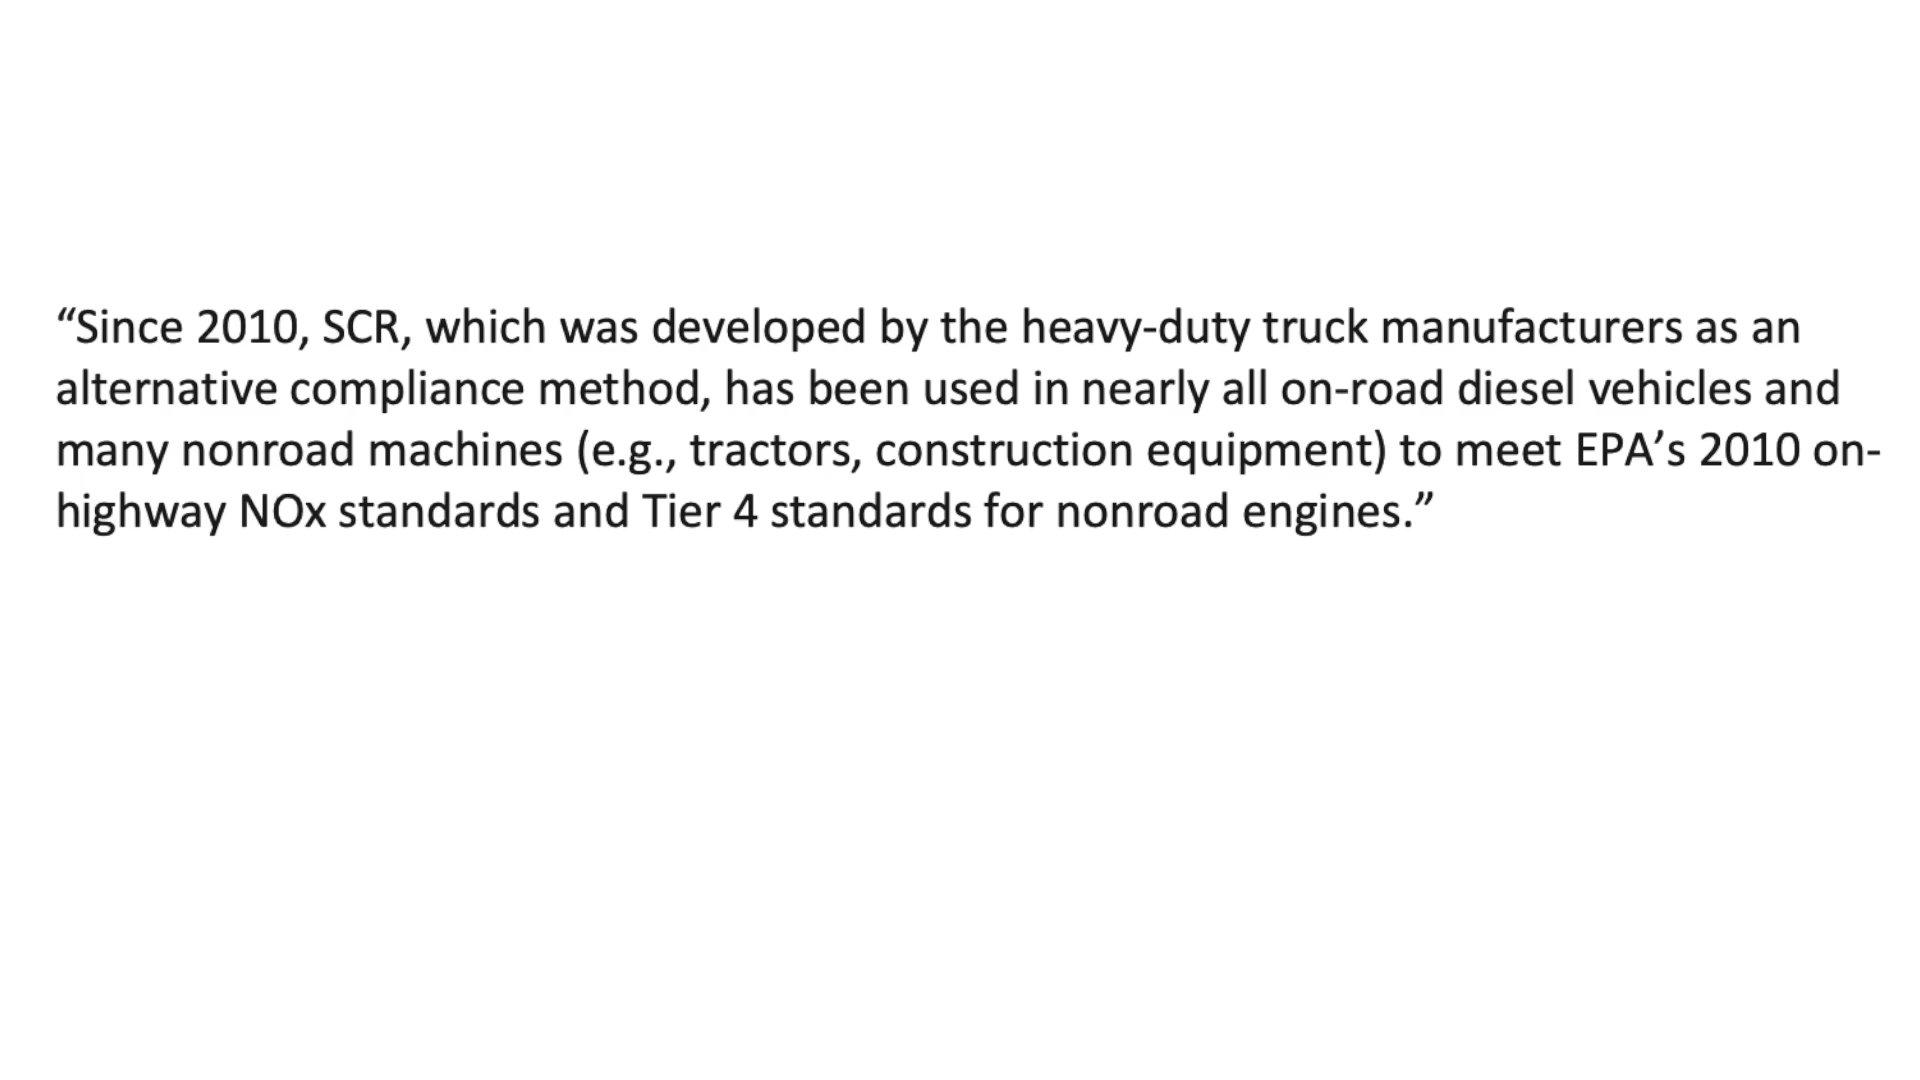 “Since 2010, SCR, which was developed by the heavy-duty truck manufacturers as an
alternative compliance method, has been used in nearly all on-road diesel vehicles and
many nonroad machines (e.g., tractors, construction equipment) to meet EPA’s 2010 on-
highway NOx standards and Tier 4 standards for nonroad engines.”